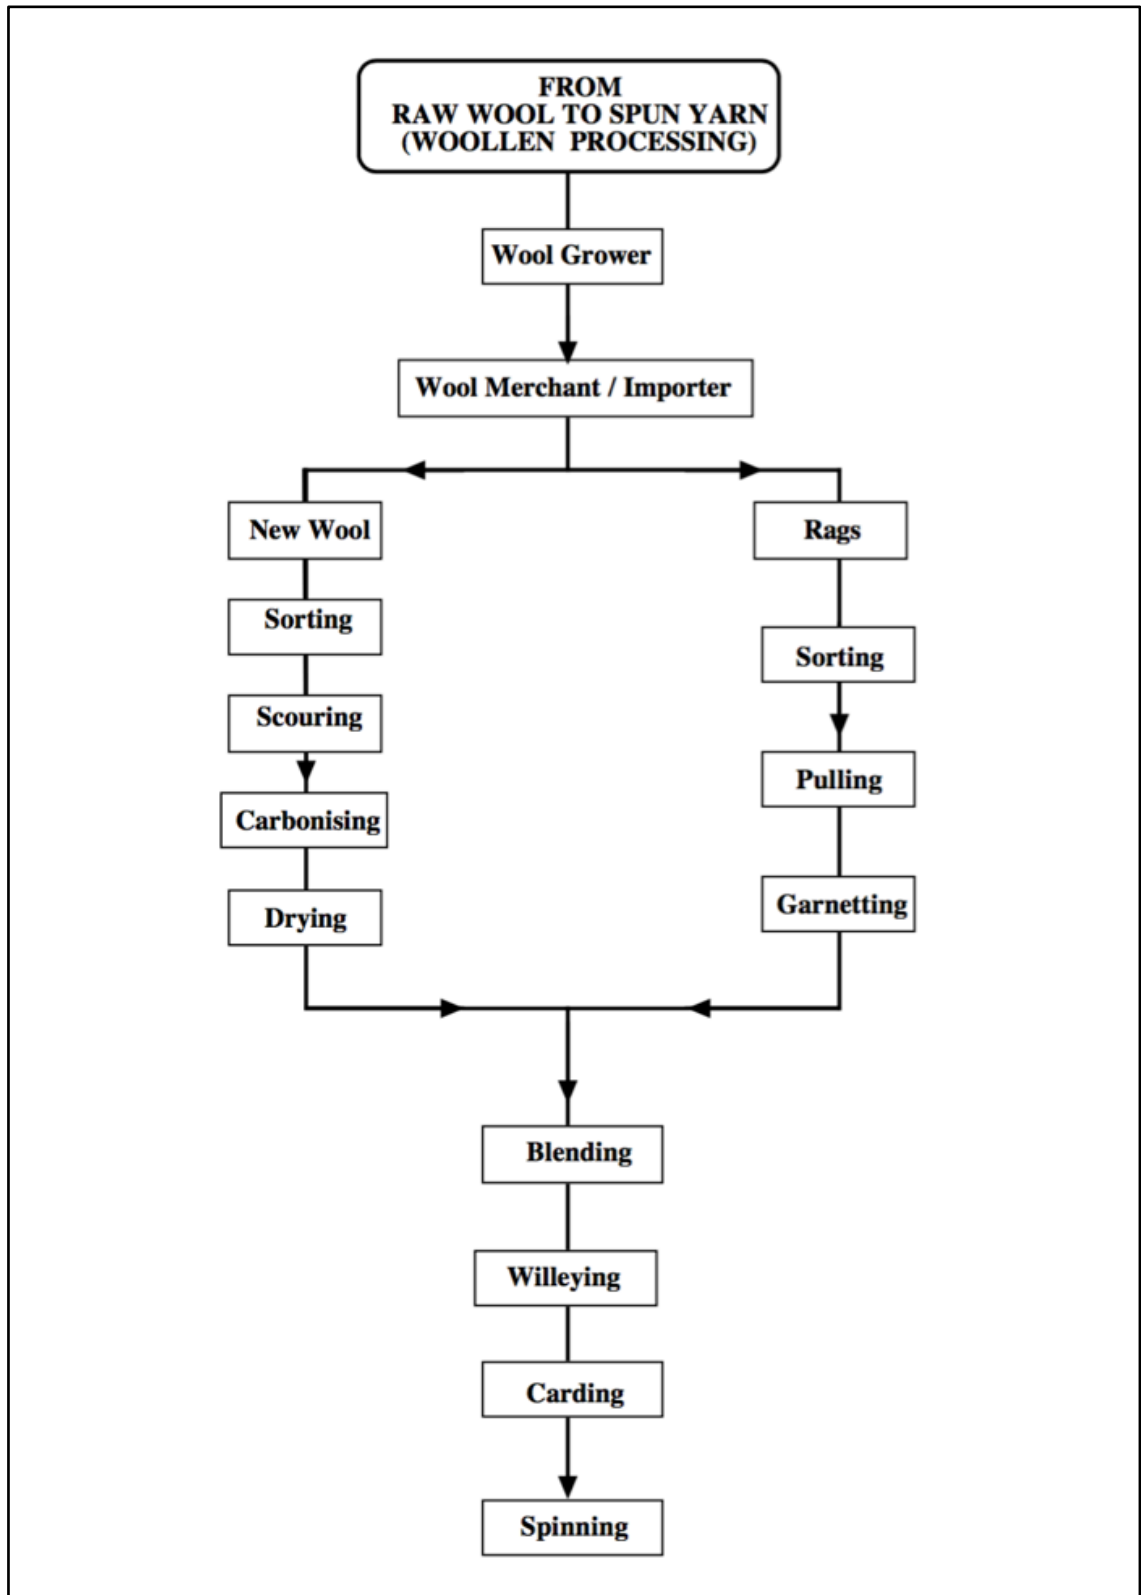 FROM
RAW WOOL TO SPUN YARN
(WOOLLEN PROCESSING)
Wool Grower
Wool Merchant / Importer
New Wool
Sorting
Scouring
Carbonising
Drying
Rags
Sorting
Pulling
Garnetting
Blending
Willeying
Carding
Spinning